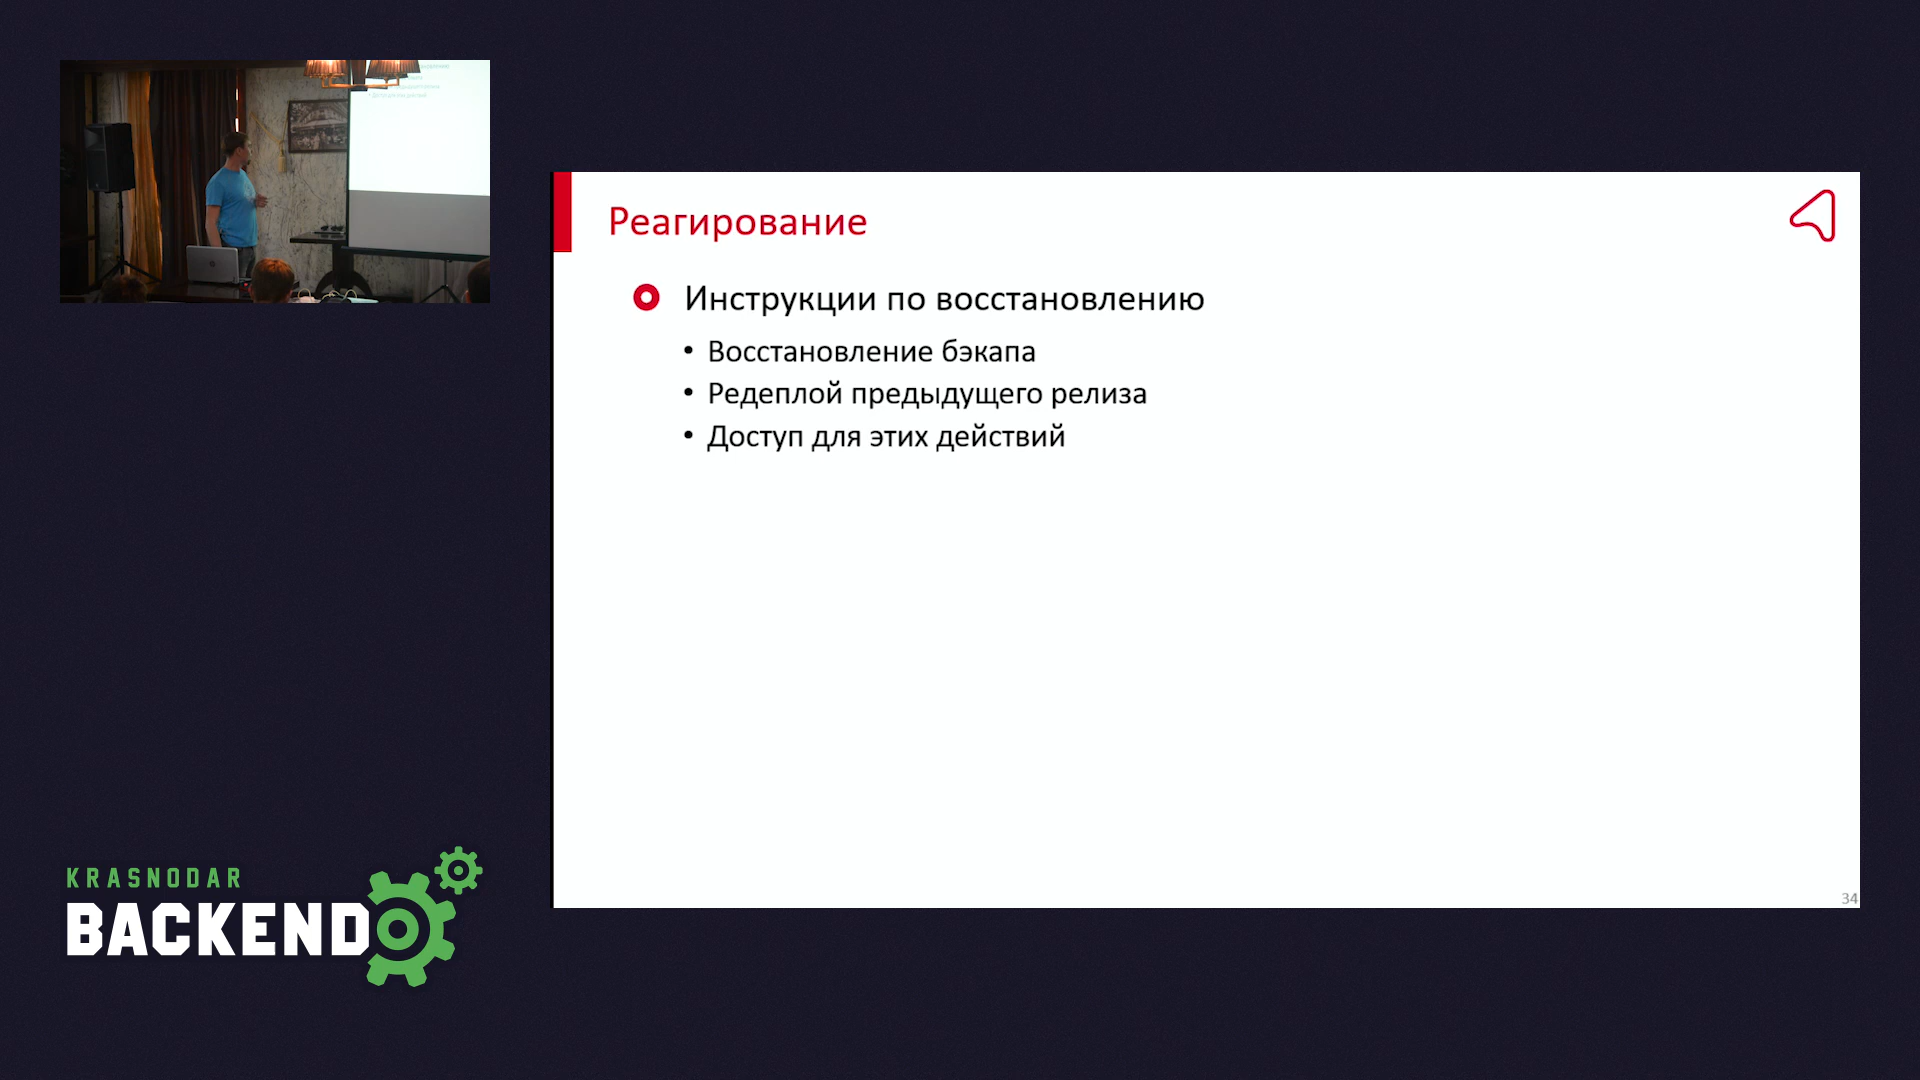 Реагирование
Инструкции по восстановлению
• Восстановление бэкапа
• Редеплой предыдущего релиза
• Доступ для этих действий
34
KRASNODAR
BACKEND